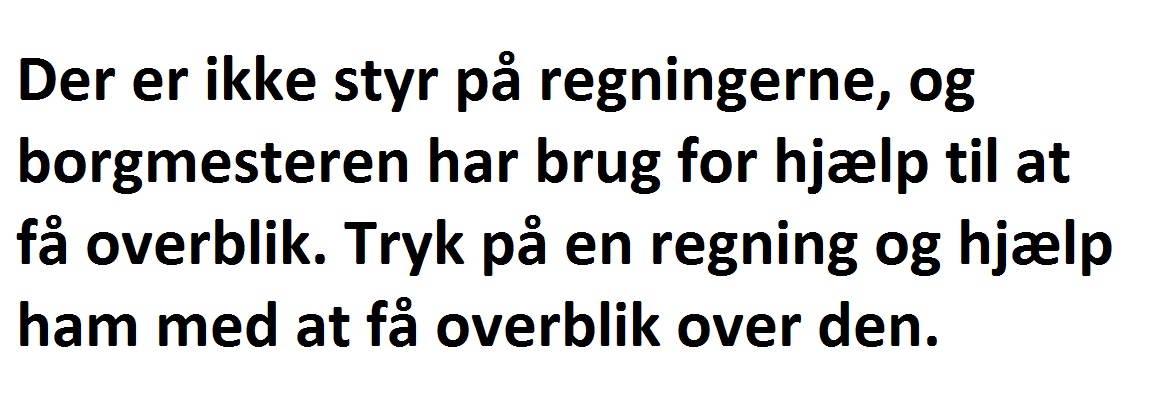 Der er ikke styr på regningerne, og
borgmesteren har brug for hjælp til at
få overblik. Tryk på en regning og hjælp
ham med at få overblik over den.